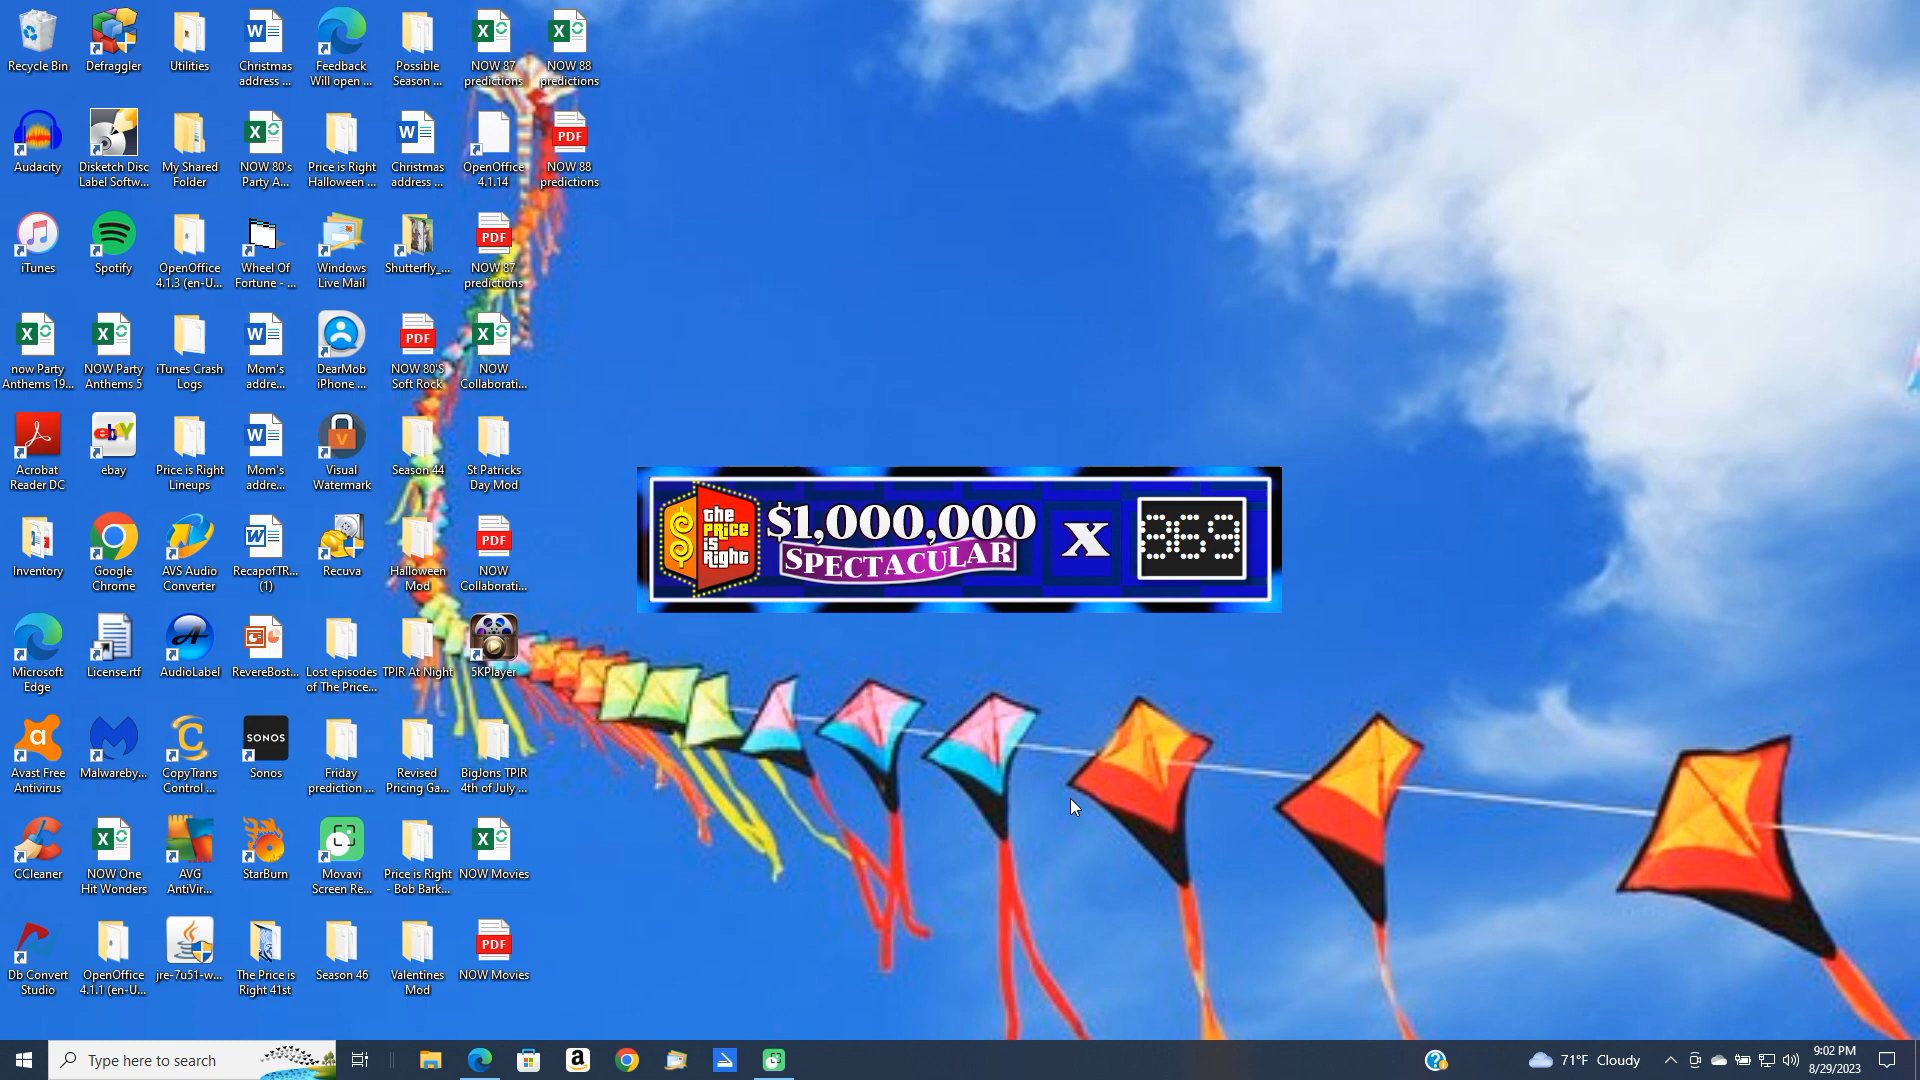 Recycle Bin
Defraggler
Utilities
Christmas
address ...
Feedback
Will open ...
Possible
Season ...
NOW 87
predictions
NOW 88
predictions
Audacity
Disketch Disc
Label Softw...
My Shared
Folder
NOW 80's
Party A...
Price is Right
Halloween ...
Christmas
address ...
OpenOffice
4.1.14
PDF
NOW 88
predictions
iTunes
Spotify
OpenOffice
4.1.3 (en-U...
Wheel Of
Fortune - ...
Windows
Live Mail
Shutterfly_...
PDF
NOW 87
predictions
now Party
Anthems 19...
NOW Party
Anthems 5
iTunes Crash
Logs
Mom's
addre...
DearMob
iPhone ...
PDF
NOW 80'S
Soft Rock
NOW
Collaborati...
Acrobat
Reader DC
ebay
ebay
Price is Right
Lineups
Mom's
addre...
Visual
Watermark
Season 44
St Patricks
Day Mod
the
PRICE
is
Right
$1,000,000
SPECTACULAR
X
869
Inventory
Google
Chrome
AVS Audio
Converter
RecapofTR...
(1)
Recuva
Halloween
Mod
PDF
NOW
Collaborati...
Microsoft
Edge
License.rtf
AudioLabel
RevereBost...
Lost episodes
of The Price...
TPIR At Night
5KPlayer
Avast Free
Antivirus
Malwareby...
CopyTrans
Control ...
SONOS
Sonos
Friday
prediction ...
Revised
Pricing Ga...
BigJons TPIR
4th of July ...
CCleaner
NOW One
Hit Wonders
AVG
AntiVir...
StarBurn
Movavi
Screen Re...
Price is Right
- Bob Bark...
NOW Movies
Db Convert
Studio
OpenOffice
4.1.1 (en-U...
jre-7u51-w...
The Price is
Right 41st
Season 46
Valentines
Mod
PDF
NOW Movies
Type here to search
71°F Cloudy
9:02 PM
8/29/2023